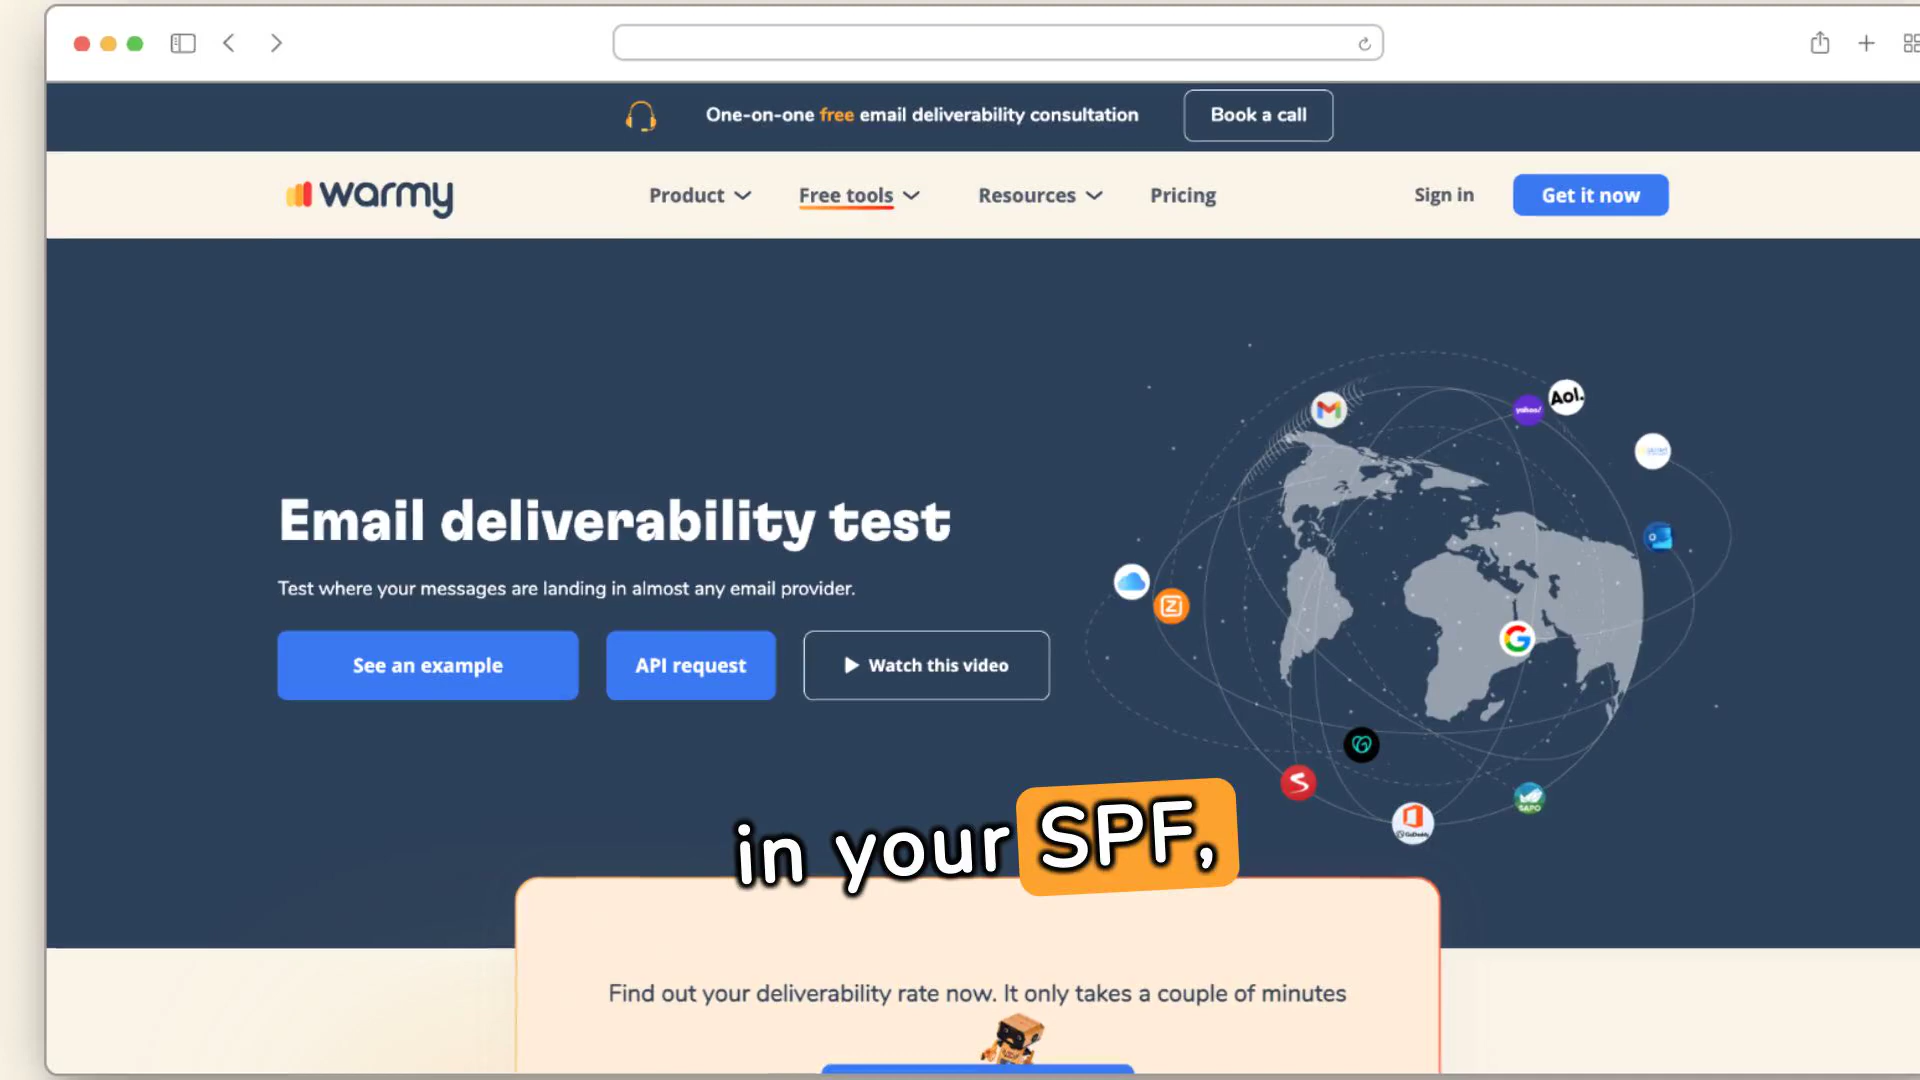 One-on-one free email deliverability consultation
Book a call
warmy
Product
Free tools
Resources
Pricing
Sign in
Get it now
Aol.
yahoo!
Email deliverability test
Test where your messages are landing in almost any email provider.
See an example
API request
Watch this video
SAPO
GoDaddy
in your SPF,
Find out your deliverability rate now. It only takes a couple of minutes